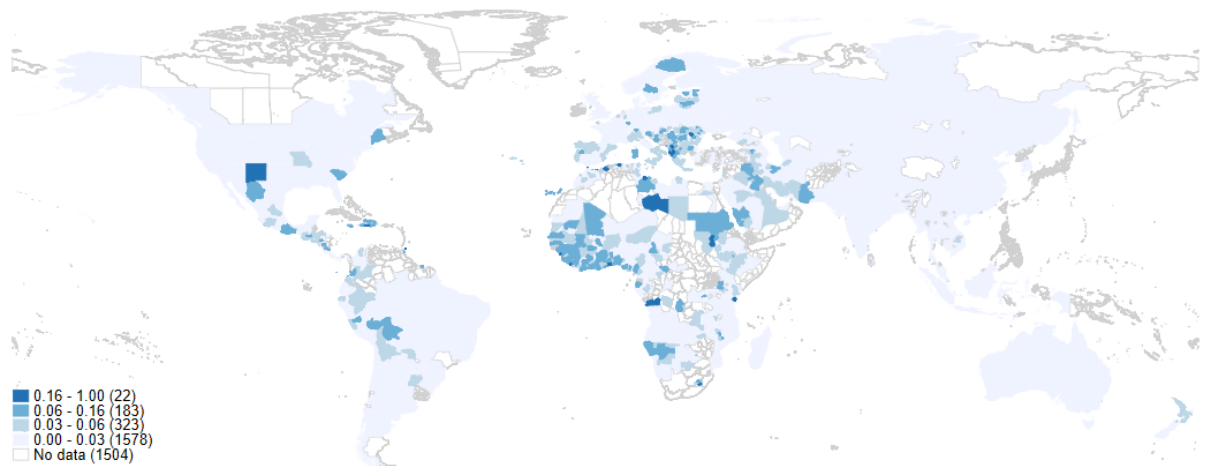 0.16 - 1.00 (22)
0.06 - 0.16 (183)
0.03 - 0.06 (323)
0.00 - 0.03 (1578)
No data (1504)